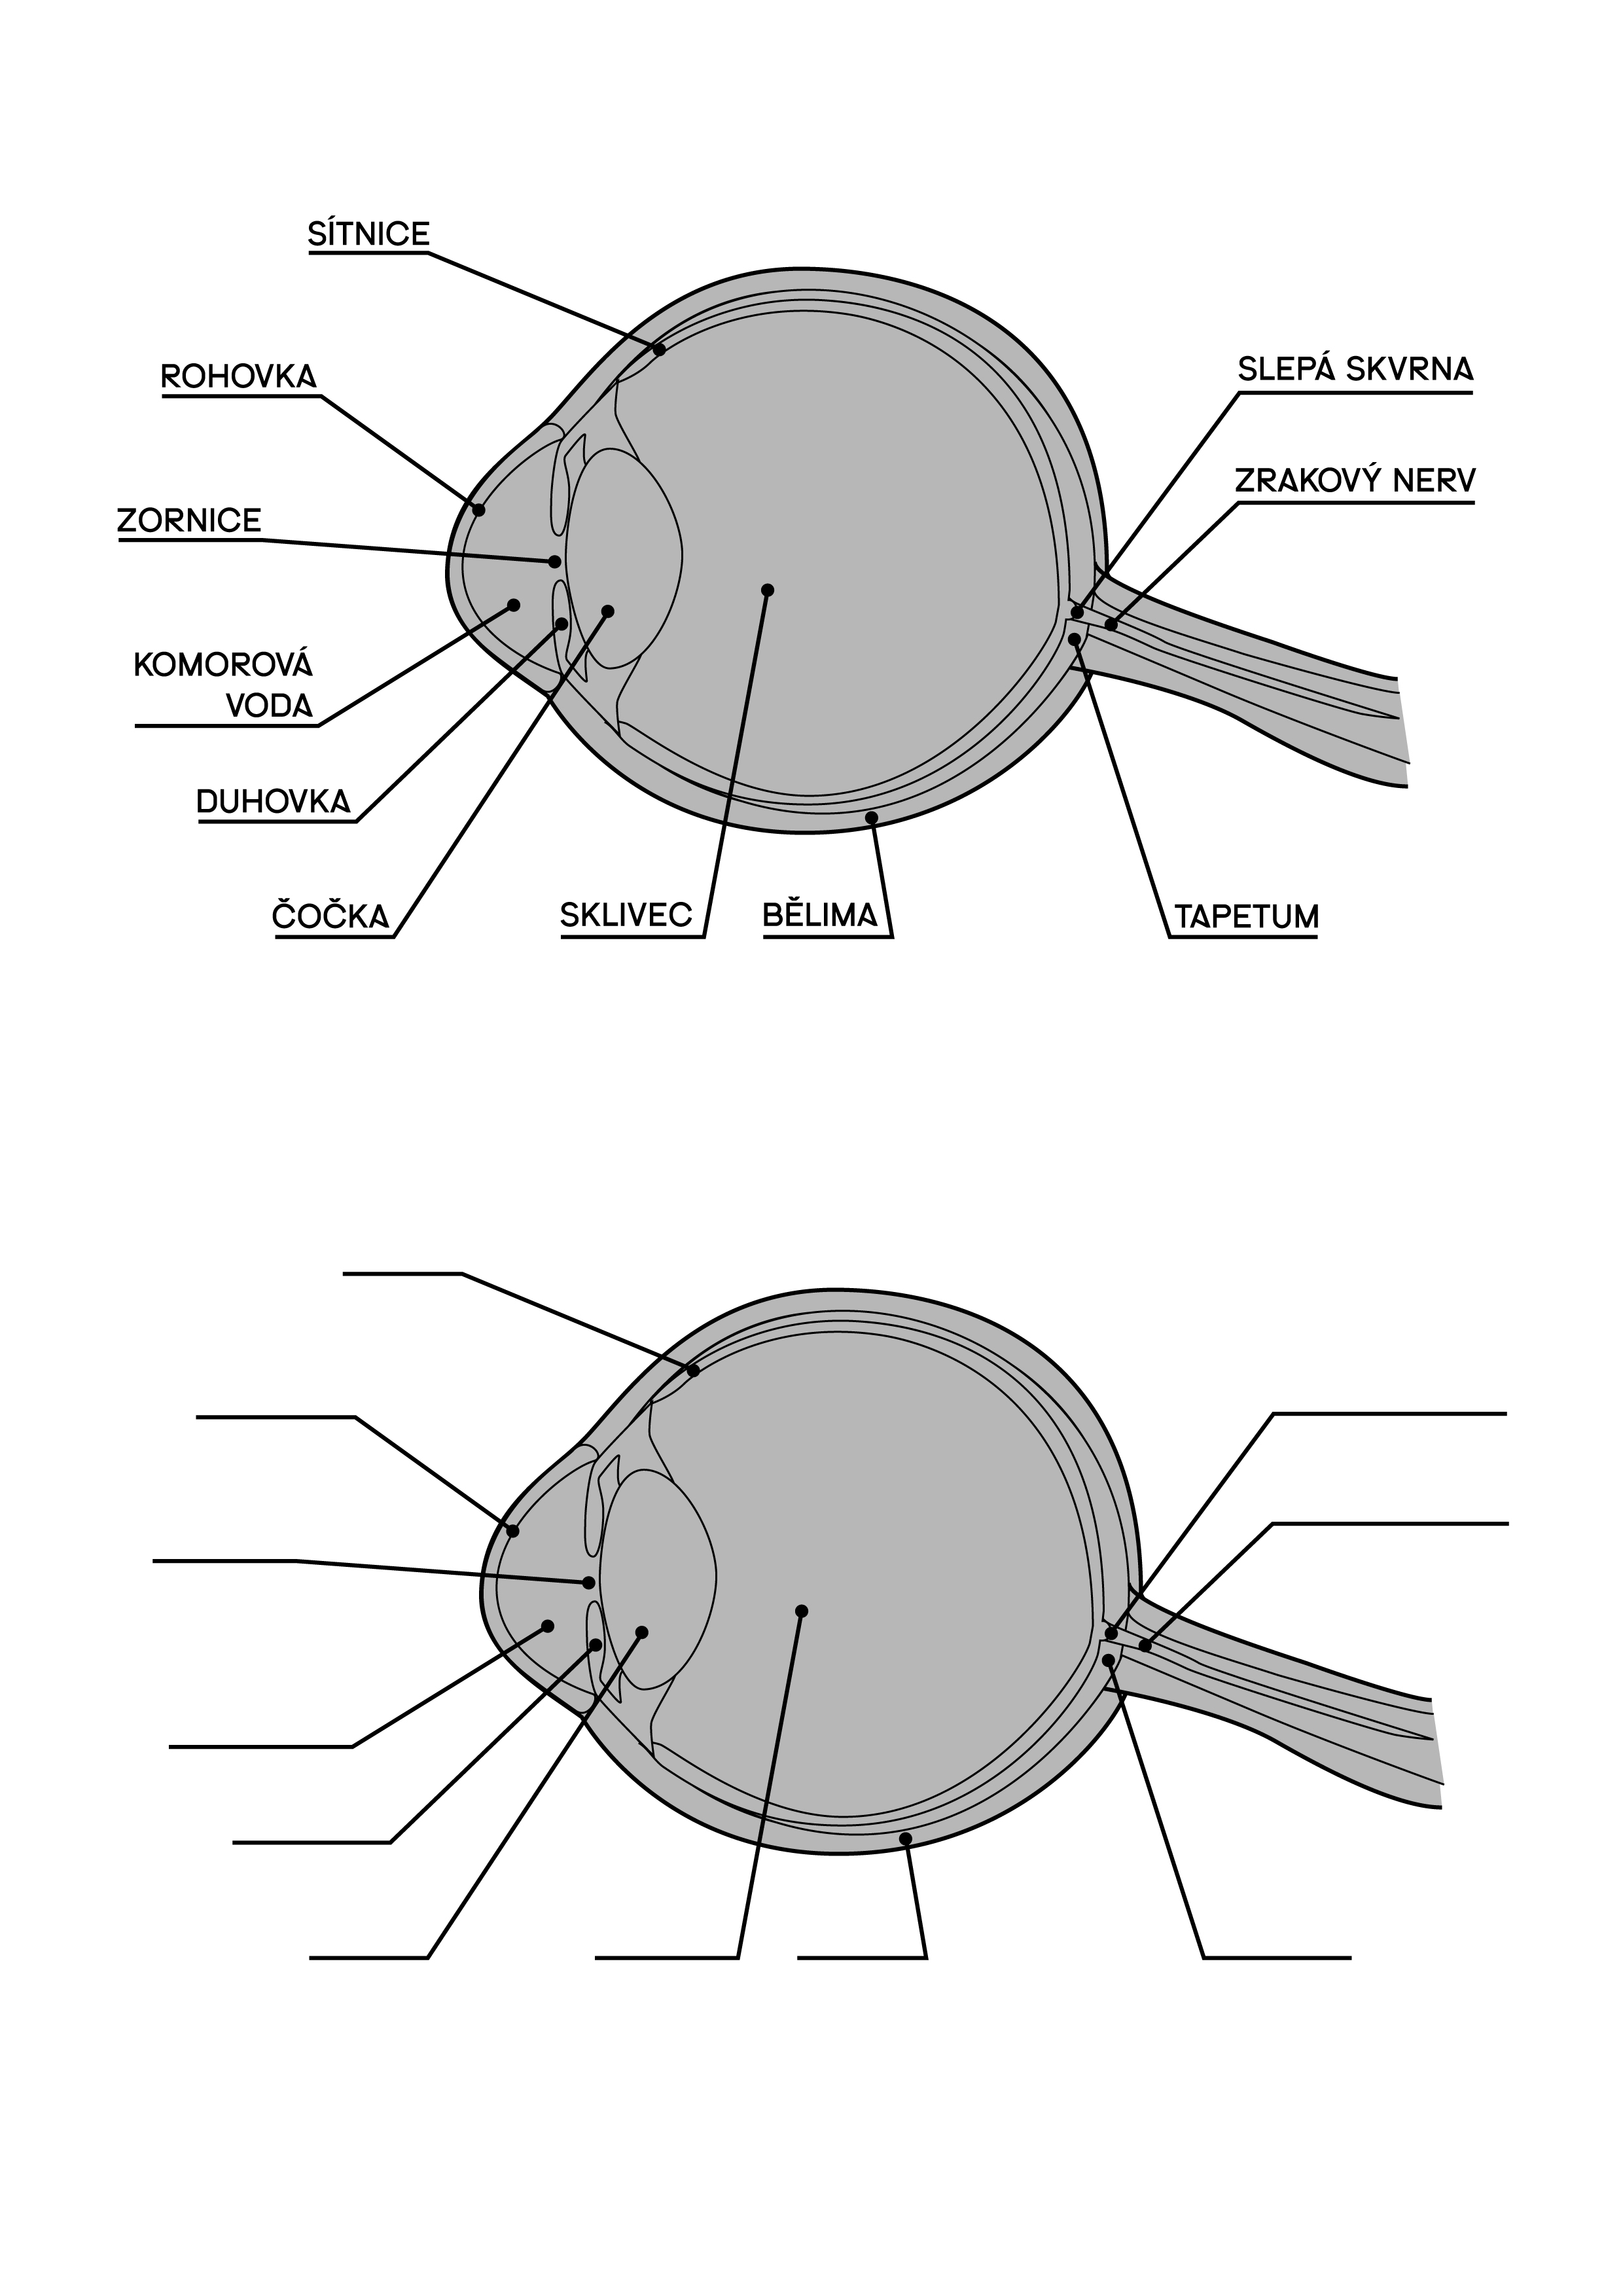 SÍTNICE
ROHOVKA
SLEPÁ SKVRNA
ZRAKOVÝ NERV
ZORNICE
KOMOROVÁ
VODA
DUHOVKA
ČOČKA
SKLIVEC
BĚLIMA
TAPETUM